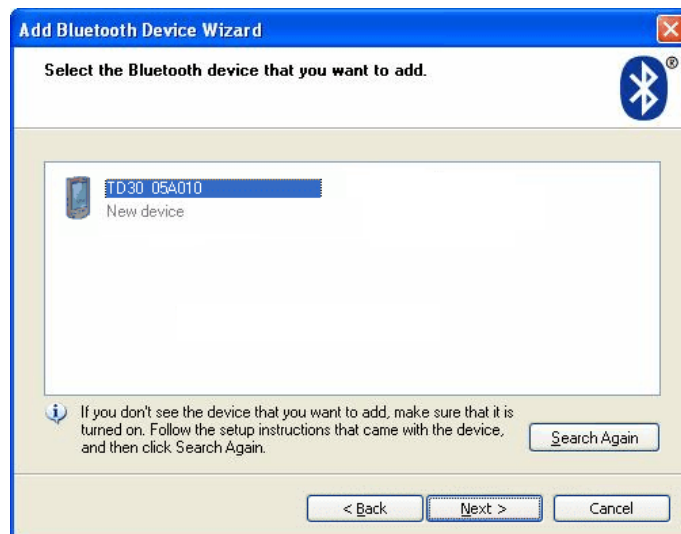 Add Bluetooth Device Wizard
Select the Bluetooth device that you want to add.
®
TD30 05A010
New device
If you don't see the device that you want to add, make sure that it is
turned on. Follow the setup instructions that came with the device,
and then click Search Again.
Search Again
< Back
Next >
Cancel